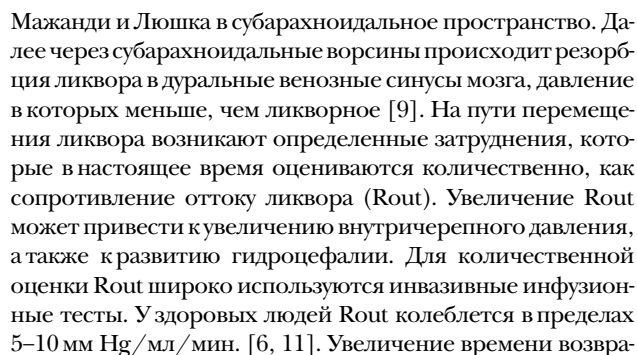 Мажанди и Люшка в субарахноидальное пространство. Да-
лее через субарахноидальные ворсины происходит резорб-
ция ликвора в дуральные венозные синусы мозга, давление
в которых меньше, чем ликворное [9]. На пути перемеще-
ния ликвора возникают определенные затруднения, кото-
рые в настоящее время оцениваются количественно, как
сопротивление оттоку ликвора (Rout). Увеличение Rout
может привести к увеличению внутричерепного давления,
а также к развитию гидроцефалии. Для количественной
оценки Rout широко используются инвазивные инфузион-
ные тесты. У здоровых людей Rout колеблется в пределах
5–10 мм Hg/мл/мин. [6, 11]. Увеличение времени возвра-